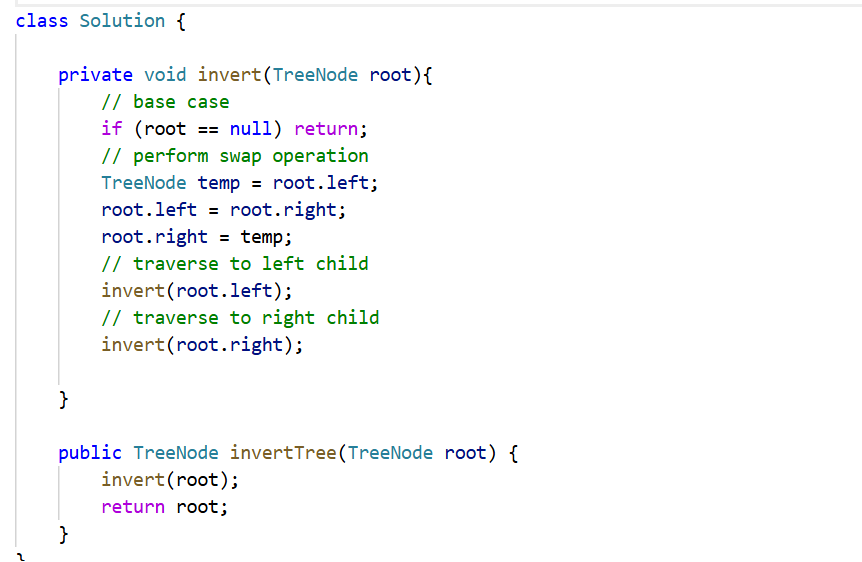 class Solution {
private void invert(TreeNode root){
// base case
if (root == null) return;
// perform swap operation
TreeNode temp = root.left;
root.left = root.right;
root.right = temp;
// traverse to left child
invert(root.left);
// traverse to right child
invert(root.right);
}
public TreeNode invertTree(TreeNode root) {
invert(root);
return root;
}
}